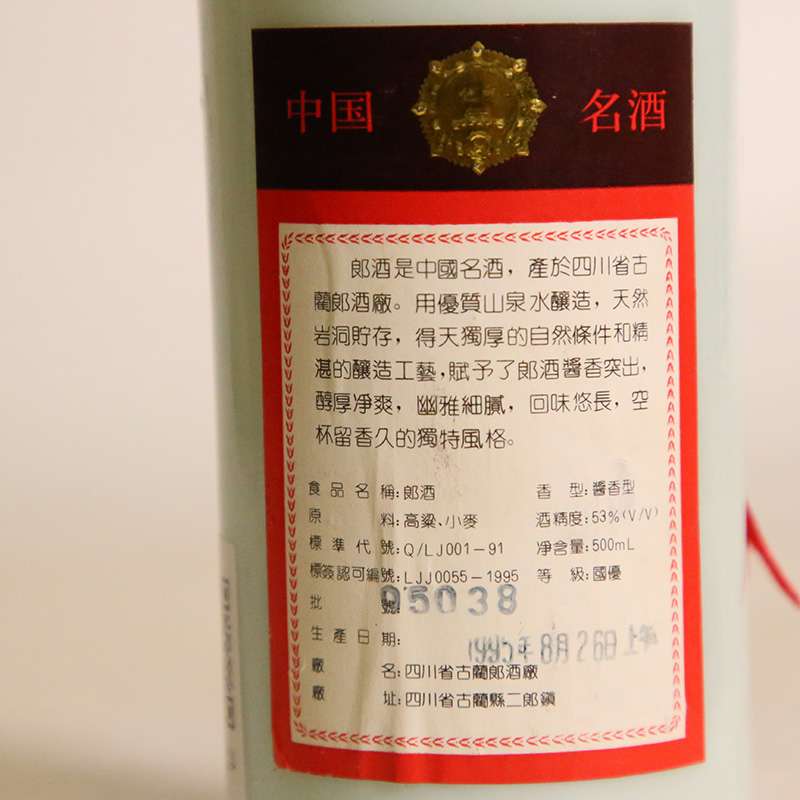 中国 名酒
郎酒是中國名酒，產於四川省古
藺郎酒廠。用優質山泉水釀造，天然
岩洞貯存，得天獨厚的自然條件和精
湛的釀造工藝，賦予了郎酒醬香突出，
醇厚净爽，幽雅細膩，回味悠長，空
杯留香久的獨特風格。
食品名稱：郎酒 香型：醬香型
原料：高粱、小麥 酒精度：53%(V/V)
標準代號：Q/LJ001-91 净含量：500mL
標簽認可編號：LJJ0055-1995 等級：國優
批號：95038
生產日期：1995年8月26日
廠名：四川省古藺郎酒廠
廠址：四川省古藺縣二郎鎮